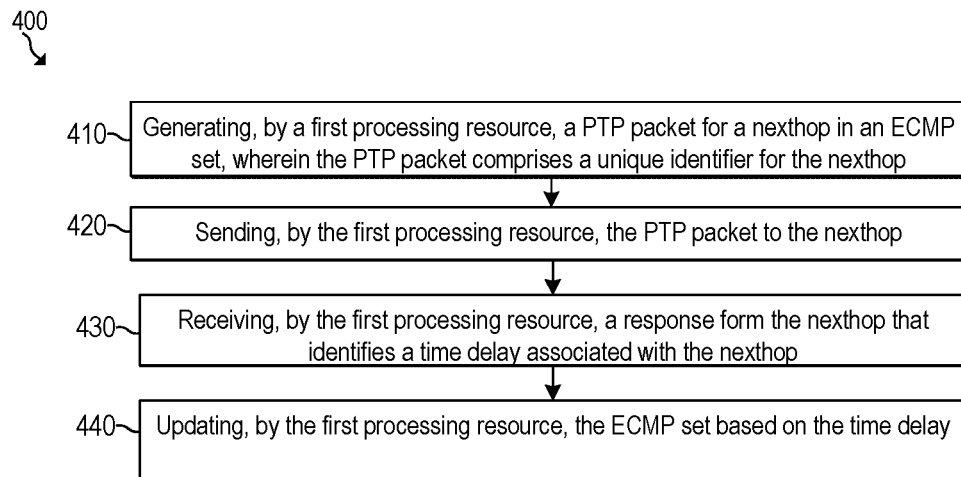 400
410
Generating, by a first processing resource, a PTP packet for a nexthop in an ECMP
set, wherein the PTP packet comprises a unique identifier for the nexthop
420
Sending, by the first processing resource, the PTP packet to the nexthop
430
Receiving, by the first processing resource, a response form the nexthop that
identifies a time delay associated with the nexthop
440
Updating, by the first processing resource, the ECMP set based on the time delay